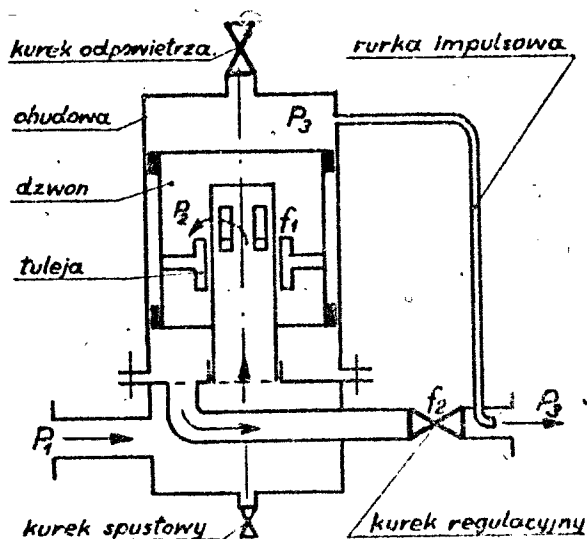 kurek odpowietrza.
rurka impulsowa
obudowa
P3
dzwon
P2
f1
tuleja
P1
f2
P3
kurek spustowy
kurek regulacyjny